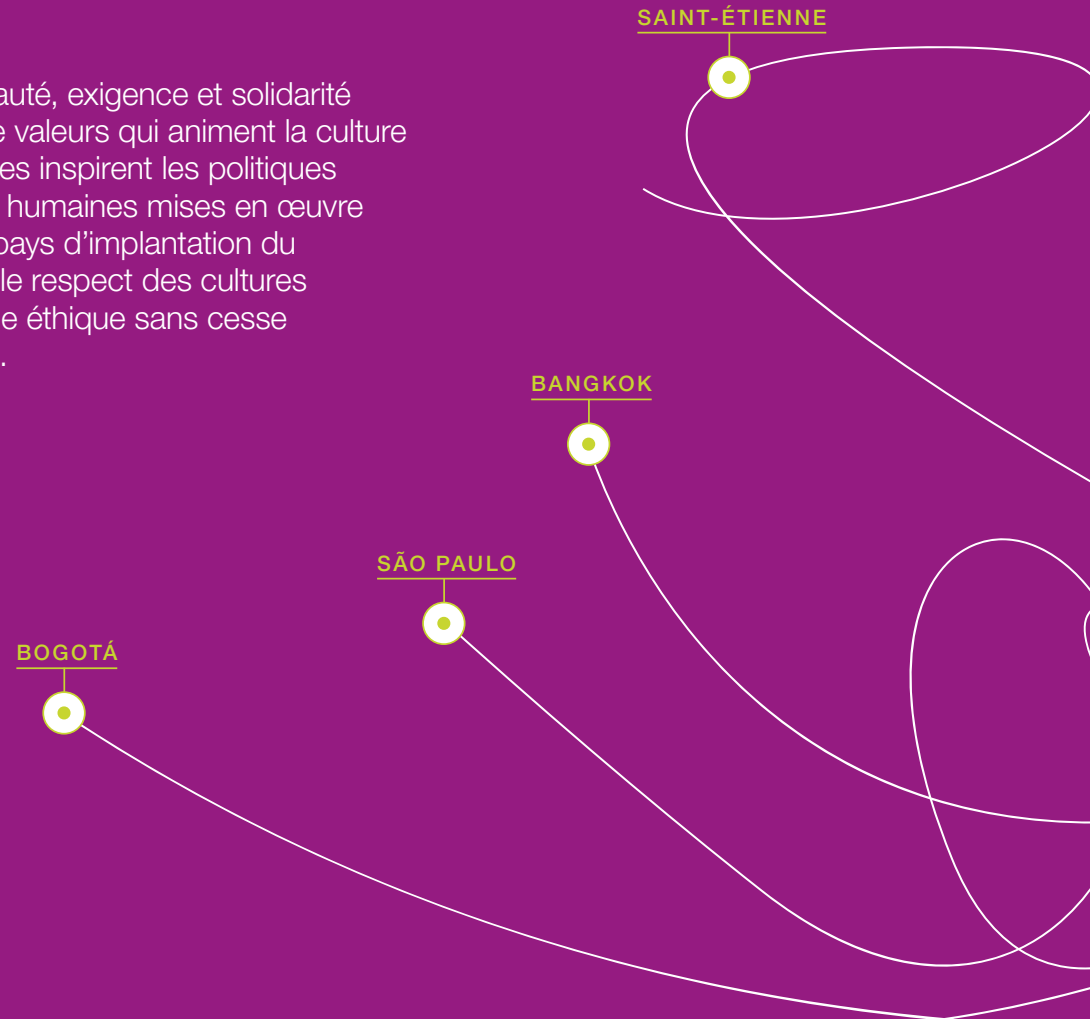 SAINT-ÉTIENNE
auté, exigence et solidarité
e valeurs qui animent la culture
es inspirent les politiques
humaines mises en œuvre
pays d'implantation du
le respect des cultures
e éthique sans cesse
.
BANGKOK
SÃO PAULO
BOGOTÁ